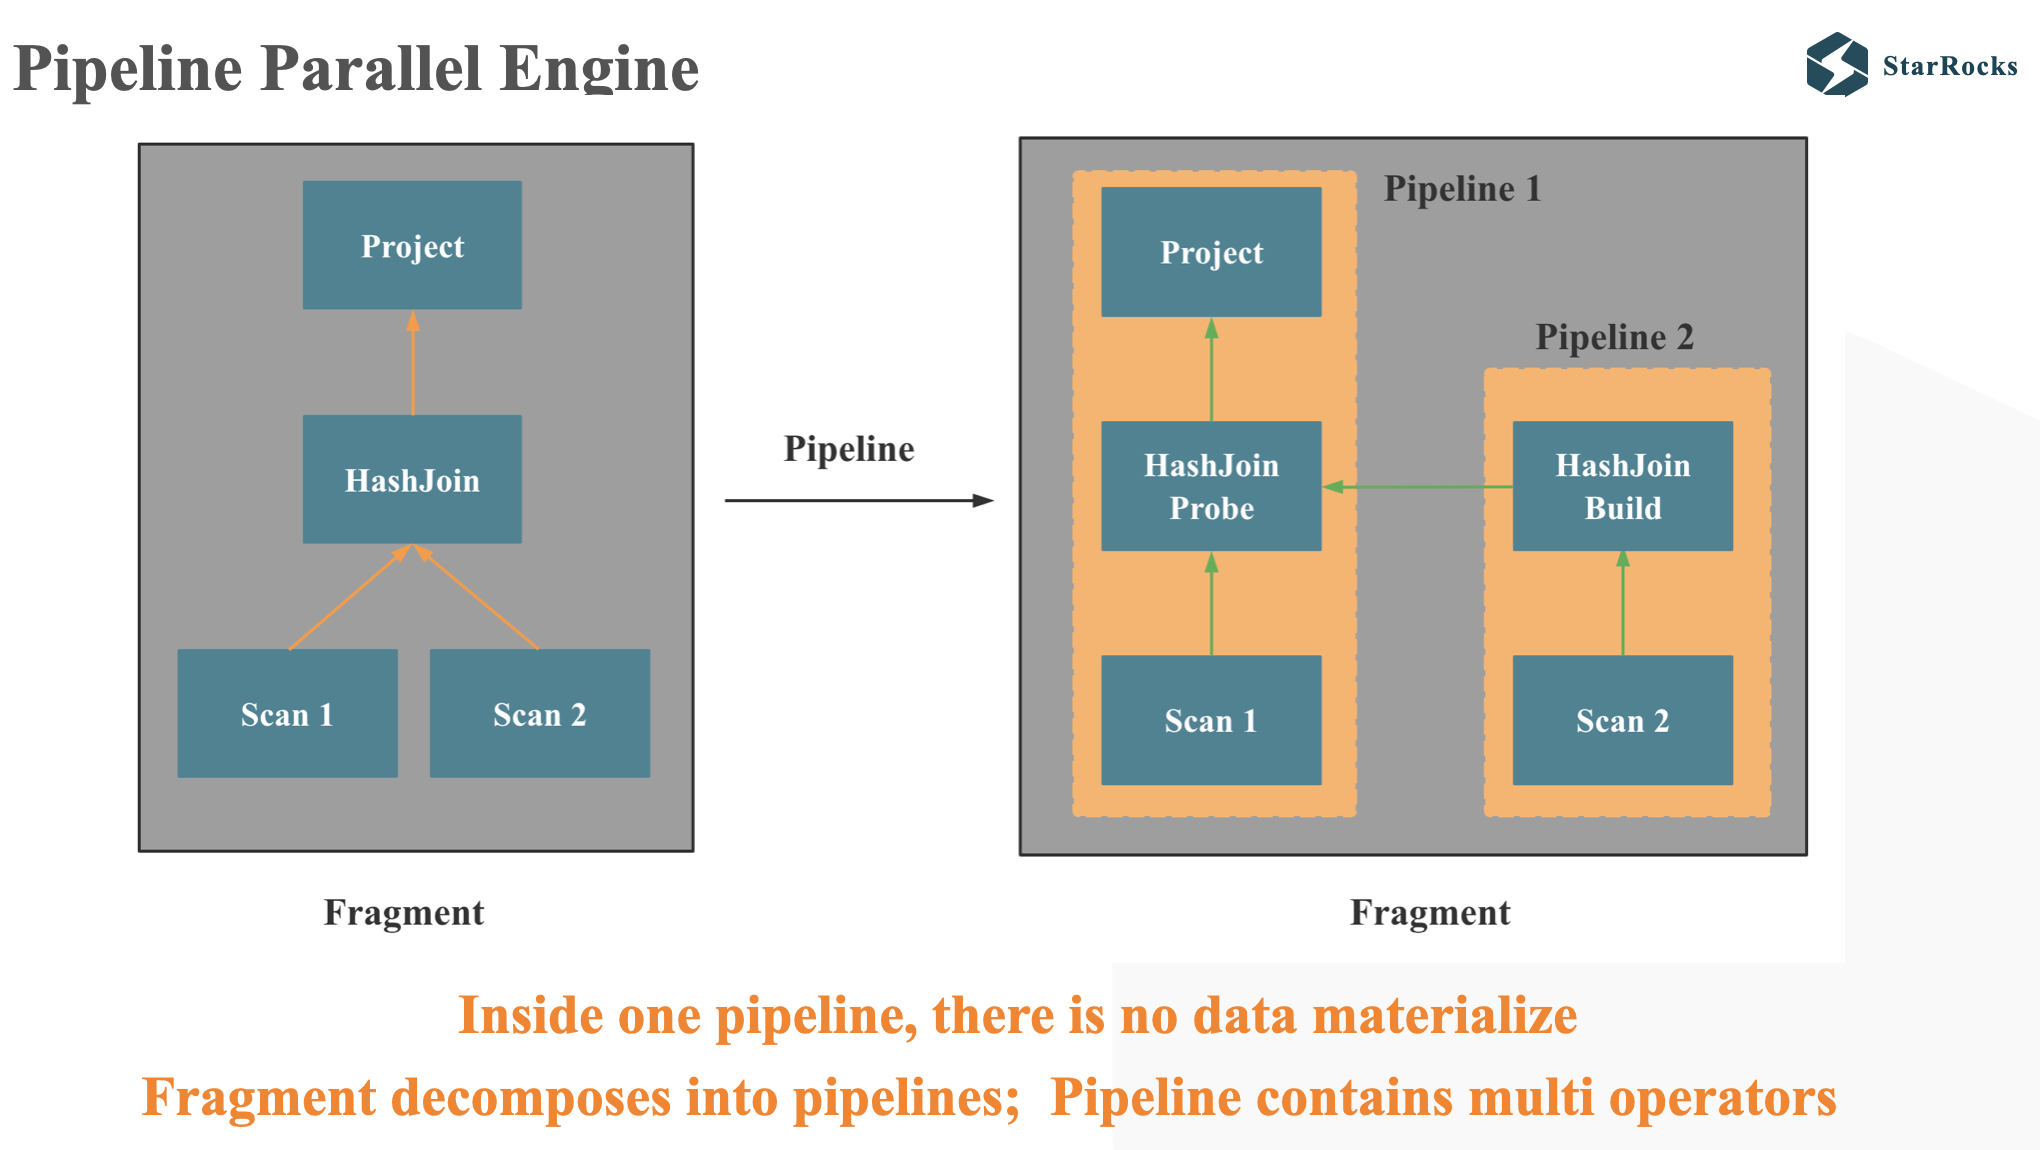 Pipeline Parallel Engine
StarRocks
Project
HashJoin
Scan 1
Scan 2
Fragment
Pipeline
Pipeline 1
Project
HashJoin
Probe
Scan 1
Pipeline 2
HashJoin
Build
Scan 2
Fragment
Inside one pipeline, there is no data materialize
Fragment decomposes into pipelines; Pipeline contains multi operators